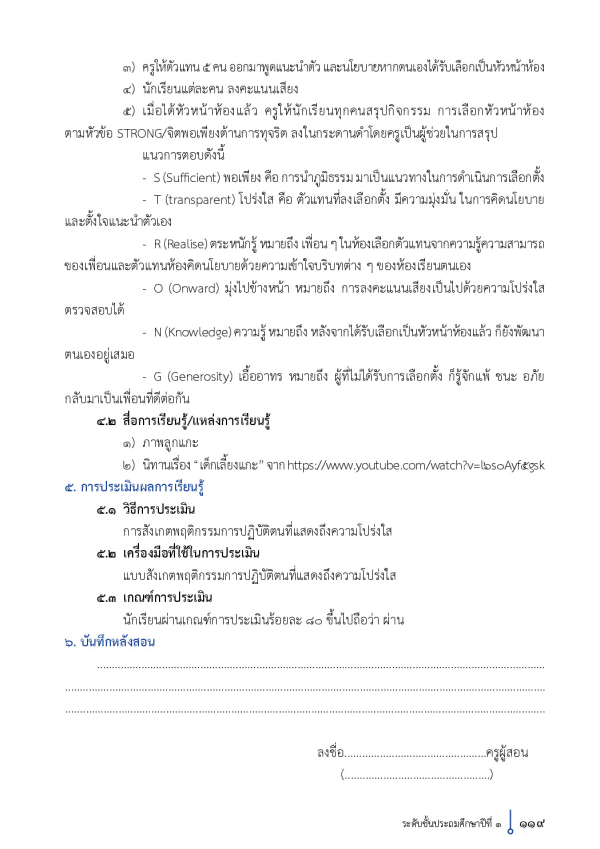 ๓) ครูให้ตัวแทน ๕ คน ออกมาพูดแนะนำตัว และนโยบายหากตนเองได้รับเลือกเป็นหัวหน้าห้อง
๔) นักเรียนแต่ละคน ลงคะแนนเสียง
๕) เมื่อได้หัวหน้าห้องแล้ว ครูให้นักเรียนทุกคนสรุปกิจกรรม การเลือกหัวหน้าห้อง
ตามหัวข้อ STRONG/จิตพอเพียงด้านการทุจริต ลงในกระดานดำโดยครูเป็นผู้ช่วยในการสรุป
แนวการตอบดังนี้
- S (Sufficient) พอเพียง คือ การนำภูมิธรรม มาเป็นแนวทางในการดำเนินการเลือกตั้ง
- T (transparent) โปร่งใส คือ ตัวแทนที่ลงเลือกตั้ง มีความมุ่งมั่น ในการคิดนโยบาย
และตั้งใจแนะนำตัวเอง
- R (Realise) ตระหนักรู้ หมายถึง เพื่อน ๆ ในห้องเลือกตัวแทนจากความรู้ความสามารถ
ของเพื่อนและตัวแทนห้องคิดนโยบายด้วยความเข้าใจบริบทต่าง ๆ ของห้องเรียนตนเอง
- O (Onward) มุ่งไปข้างหน้า หมายถึง การลงคะแนนเสียงเป็นไปด้วยความโปร่งใส
ตรวจสอบได้
- N (Knowledge) ความรู้ หมายถึง หลังจากได้รับเลือกเป็นหัวหน้าห้องแล้ว ก็ยังพัฒนา
ตนเองอยู่เสมอ
- G (Generosity) เอื้ออาทร หมายถึง ผู้ที่ไม่ได้รับการเลือกตั้ง ก็รู้จักแพ้ ชนะ อภัย
กลับมาเป็นเพื่อนที่ดีต่อกัน
๔.๒ สื่อการเรียนรู้/แหล่งการเรียนรู้
๑) ภาพลูกแกะ
๒) นิทานเรื่อง “เด็กเลี้ยงแกะ” จาก https://www.youtube.com/watch?v=l๖s๐Ayf๕gsk
๕. การประเมินผลการเรียนรู้
๕.๑ วิธีการประเมิน
การสังเกตพฤติกรรมการปฏิบัติตนที่แสดงถึงความโปร่งใส
๕.๒ เครื่องมือที่ใช้ในการประเมิน
แบบสังเกตพฤติกรรมการปฏิบัติตนที่แสดงถึงความโปร่งใส
๕.๓ เกณฑ์การประเมิน
นักเรียนผ่านเกณฑ์การประเมินร้อยละ ๘๐ ขึ้นไปถือว่า ผ่าน
๖. บันทึกหลังสอน
................................................................................
................................................................................
................................................................................
ลงชื่อ................................................ครูผู้สอน
(..................................................)
ระดับชั้นประถมศึกษาปีที่ ๑ ๑๑๙